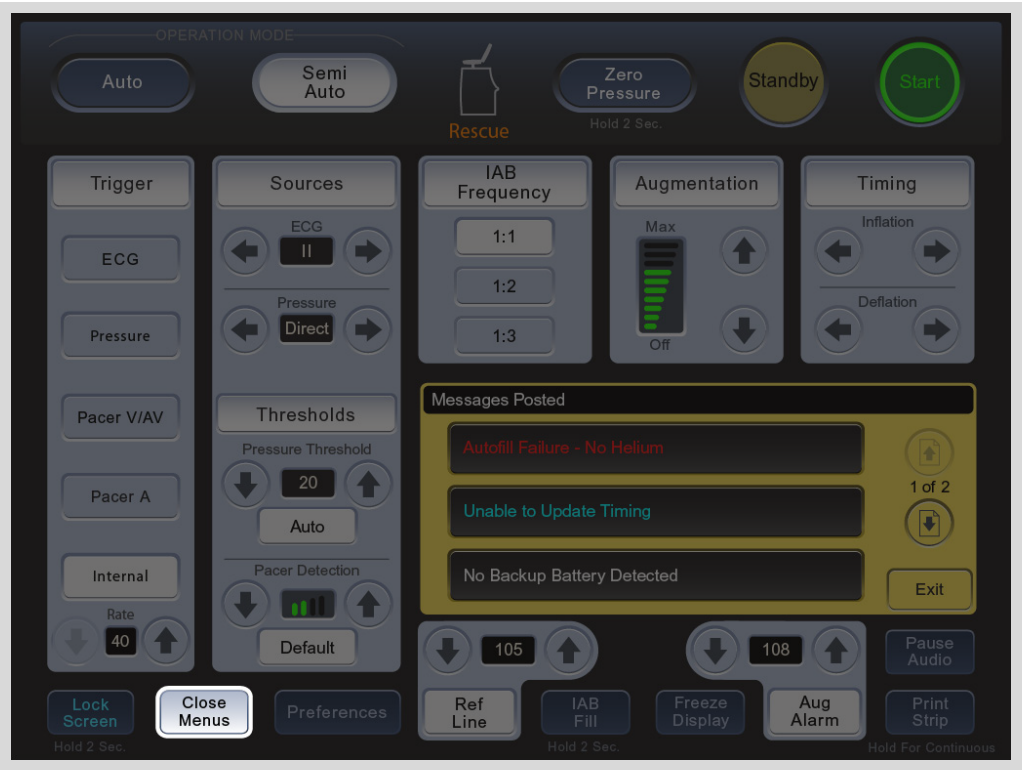 OPERATION MODE
Auto
Semi
Auto
Rescue
Zero
Pressure
Hold 2 Sec.
Standby
Start
Trigger
ECG
Pressure
Pacer V/AV
Pacer A
Internal
Rate
40
Sources
ECG
II
Pressure
Direct
Thresholds
Pressure Threshold
20
Auto
Pacer Detection
Default
IAB
Frequency
1:1
1:2
1:3
Augmentation
Max
Off
Timing
Inflation
Deflation
Messages Posted
Autofill Failure - No Helium
Unable to Update Timing
No Backup Battery Detected
1 of 2
Exit
105
108
Pause
Audio
Lock
Screen
Hold 2 Sec.
Close
Menus
Preferences
Ref
Line
IAB
Fill
Hold 2 Sec.
Freeze
Display
Aug
Alarm
Print
Strip
Hold For Continuous